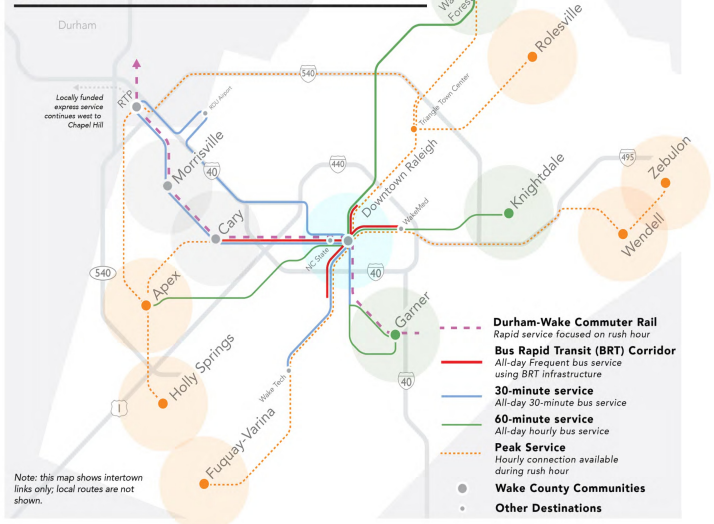 Durham
Wa
Fores
Rolesville
540
Triangle Town Center
Locally funded
express service
continues west to
Chapel Hill
RTP
RDU Airport
Morrisville
40
440
Downtown Raleigh
495
Zebulon
Knightdale
WakeMed
Wendell
Cary
NC State
540
40
Apex
Garner
Holly Springs
Wake Tech
40
1
Fuquay-Varina
Durham-Wake Commuter Rail
Rapid service focused on rush hour
Bus Rapid Transit (BRT) Corridor
All-day Frequent bus service
using BRT infrastructure
30-minute service
All-day 30-minute bus service
60-minute service
All-day hourly bus service
Peak Service
Hourly connection available
during rush hour
Wake County Communities
Other Destinations
Note: this map shows intertown
links only; local routes are not
shown.